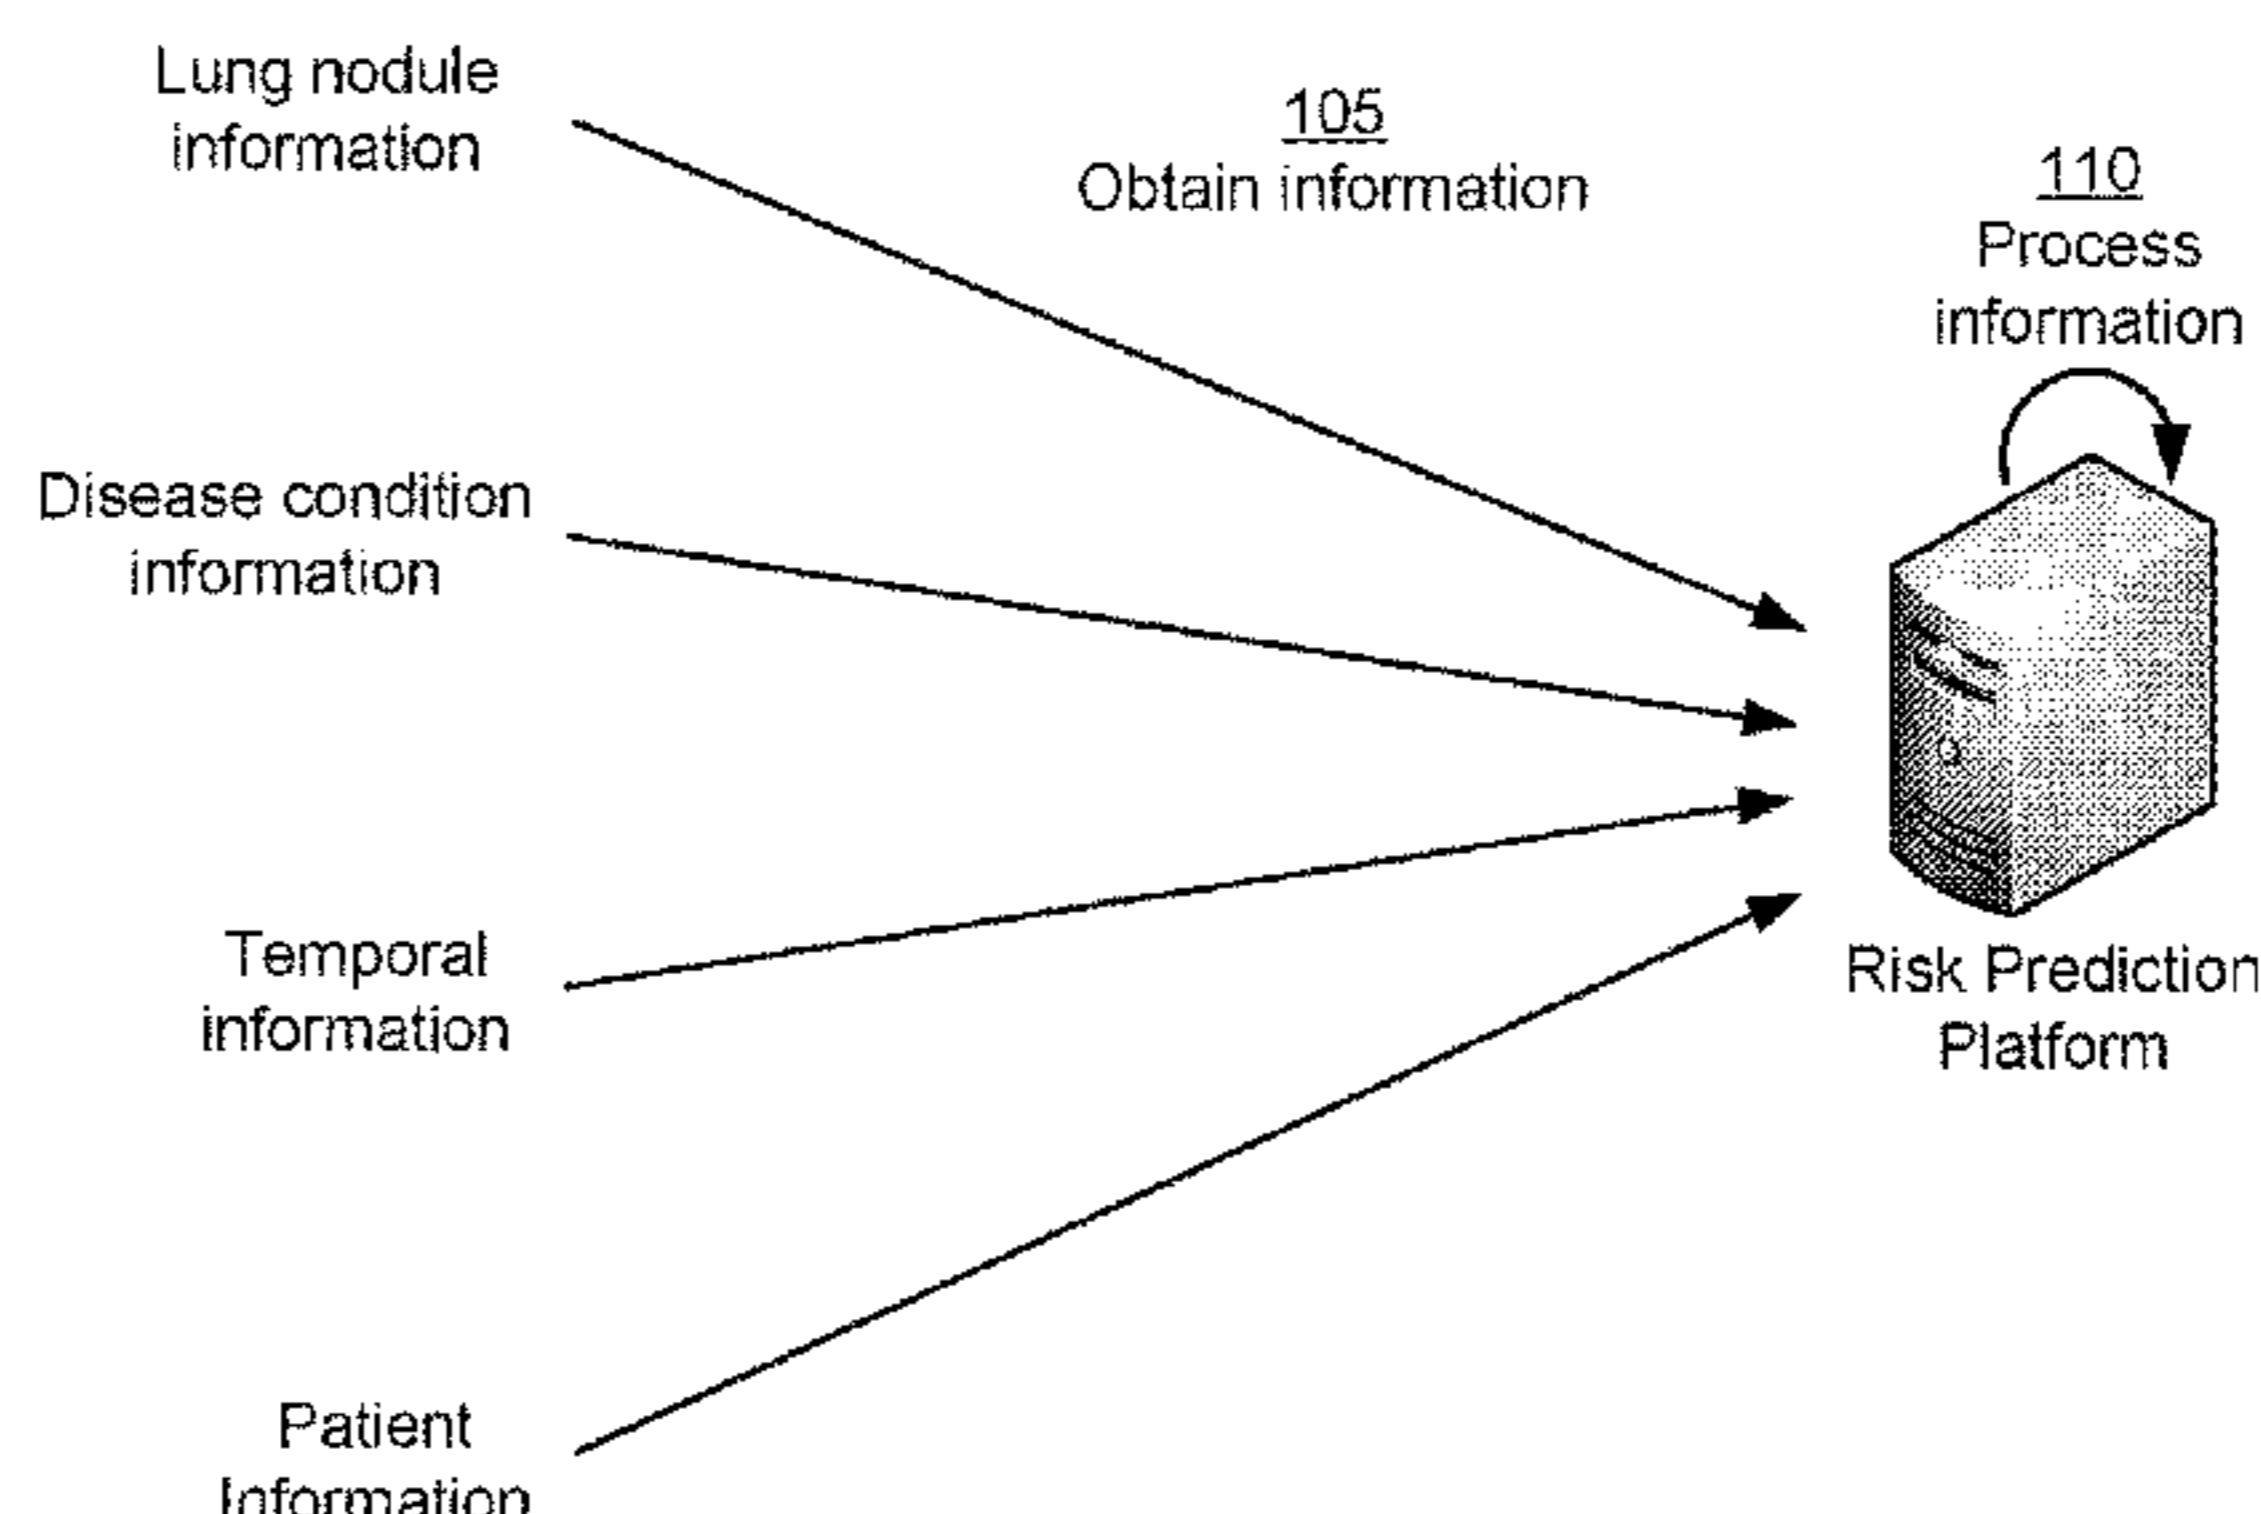 Lung nodule
information
105
Obtain information
110
Process
information
Disease condition
information
Temporal
information
Risk Prediction
Platform
Patient
Information